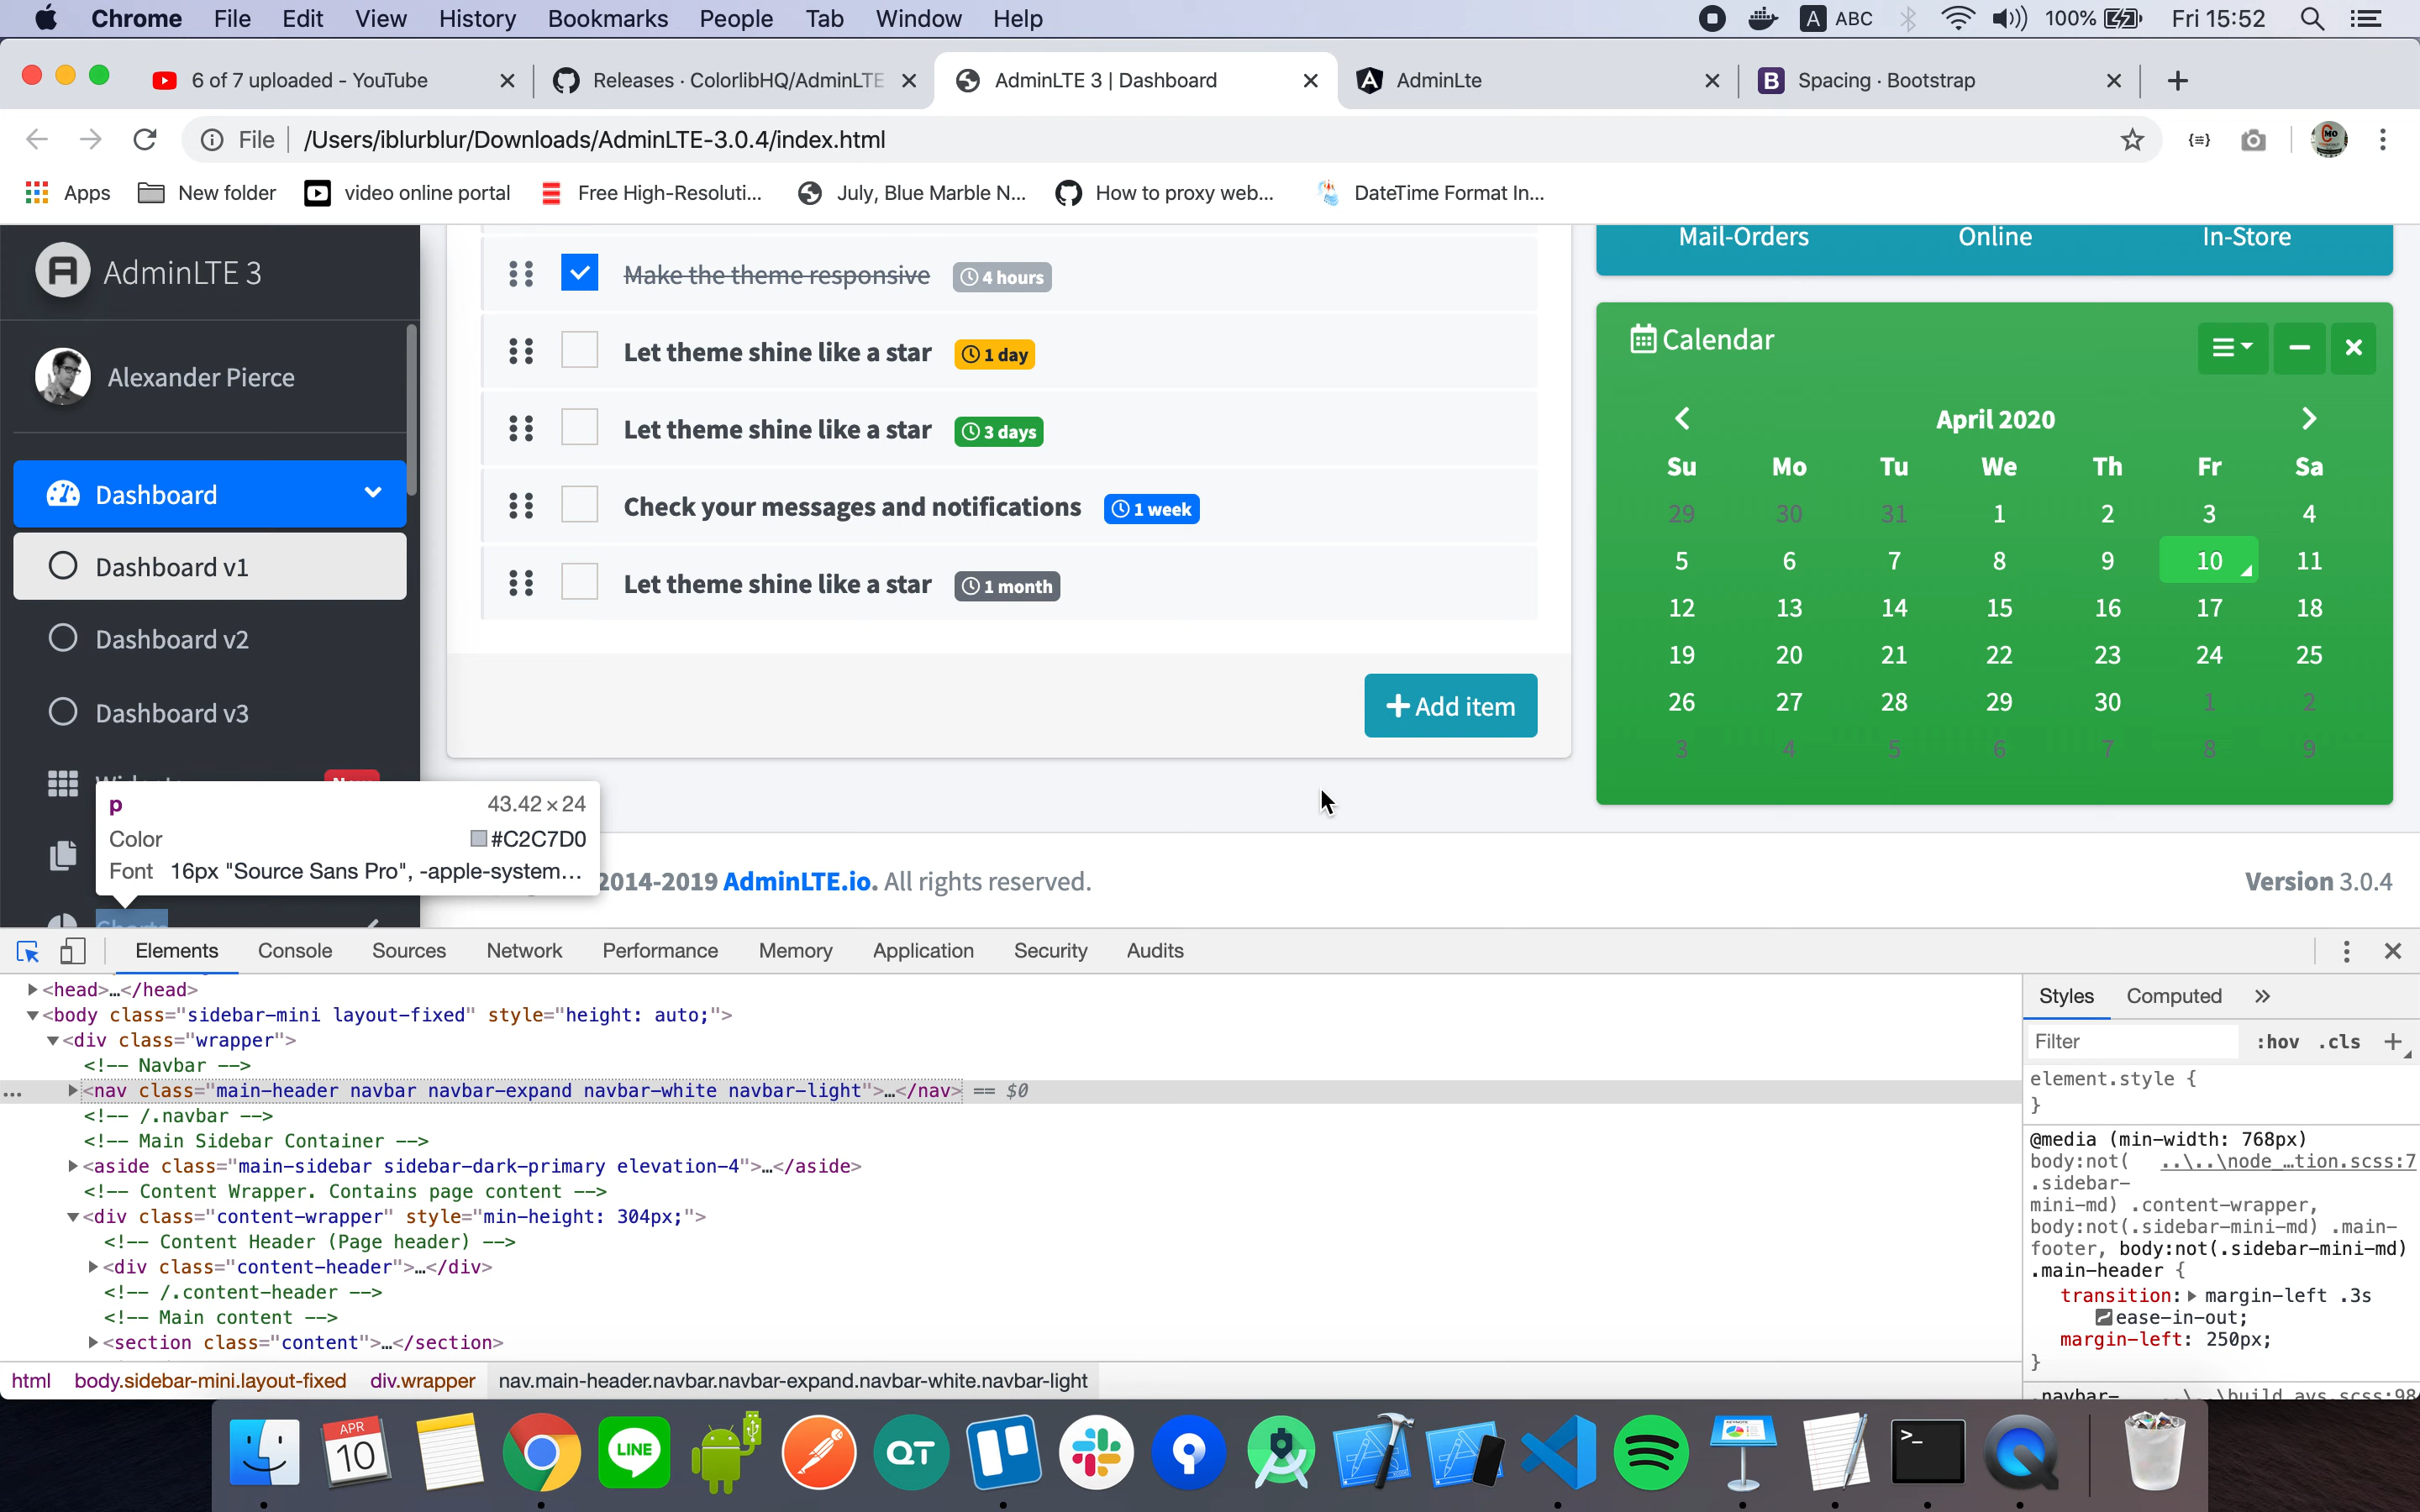 Chrome File Edit View History Bookmarks People Tab Window Help A ABC 100% Fri 15:52
6 of 7 uploaded - YouTube Releases · ColorlibHQ/AdminLTE AdminLTE 3 | Dashboard AdminLte Spacing · Bootstrap
File /Users/iblurblur/Downloads/AdminLTE-3.0.4/index.html
Apps New folder video online portal Free High-Resoluti... July, Blue Marble N... How to proxy web... DateTime Format In...
AdminLTE 3
Alexander Pierce
Dashboard
Dashboard v1
Dashboard v2
Dashboard v3
Widgets New
p 43.42 × 24
Color #C2C7D0
Font 16px "Source Sans Pro", -apple-system...
Charts
Make the theme responsive 4 hours
Let theme shine like a star 1 day
Let theme shine like a star 3 days
Check your messages and notifications 1 week
Let theme shine like a star 1 month
Add item
Mail-Orders Online In-Store
Calendar
April 2020
Su Mo Tu We Th Fr Sa
29 30 31 1 2 3 4
5 6 7 8 9 10 11
12 13 14 15 16 17 18
19 20 21 22 23 24 25
26 27 28 29 30 1 2
3 4 5 6 7 8 9
2014-2019 AdminLTE.io. All rights reserved. Version 3.0.4
Elements Console Sources Network Performance Memory Application Security Audits
<head>…</head>
<body class="sidebar-mini layout-fixed" style="height: auto;">
<div class="wrapper">
<!-- Navbar -->
<nav class="main-header navbar navbar-expand navbar-white navbar-light">…</nav> == $0
<!-- /.navbar -->
<!-- Main Sidebar Container -->
<aside class="main-sidebar sidebar-dark-primary elevation-4">…</aside>
<!-- Content Wrapper. Contains page content -->
<div class="content-wrapper" style="min-height: 304px;">
<!-- Content Header (Page header) -->
<div class="content-header">…</div>
<!-- /.content-header -->
<!-- Main content -->
<section class="content">…</section>
html body.sidebar-mini.layout-fixed div.wrapper nav.main-header.navbar.navbar-expand.navbar-white.navbar-light
Styles Computed
Filter :hov .cls
element.style {
}
@media (min-width: 768px)
body:not( ..\..\node_…tion.scss:7
.sidebar-
mini-md) .content-wrapper,
body:not(.sidebar-mini-md) .main-
footer, body:not(.sidebar-mini-md)
.main-header {
transition: margin-left .3s
ease-in-out;
margin-left: 250px;
}
.navbar-
APR
10
LINE
QT
KEYNOTE
>_